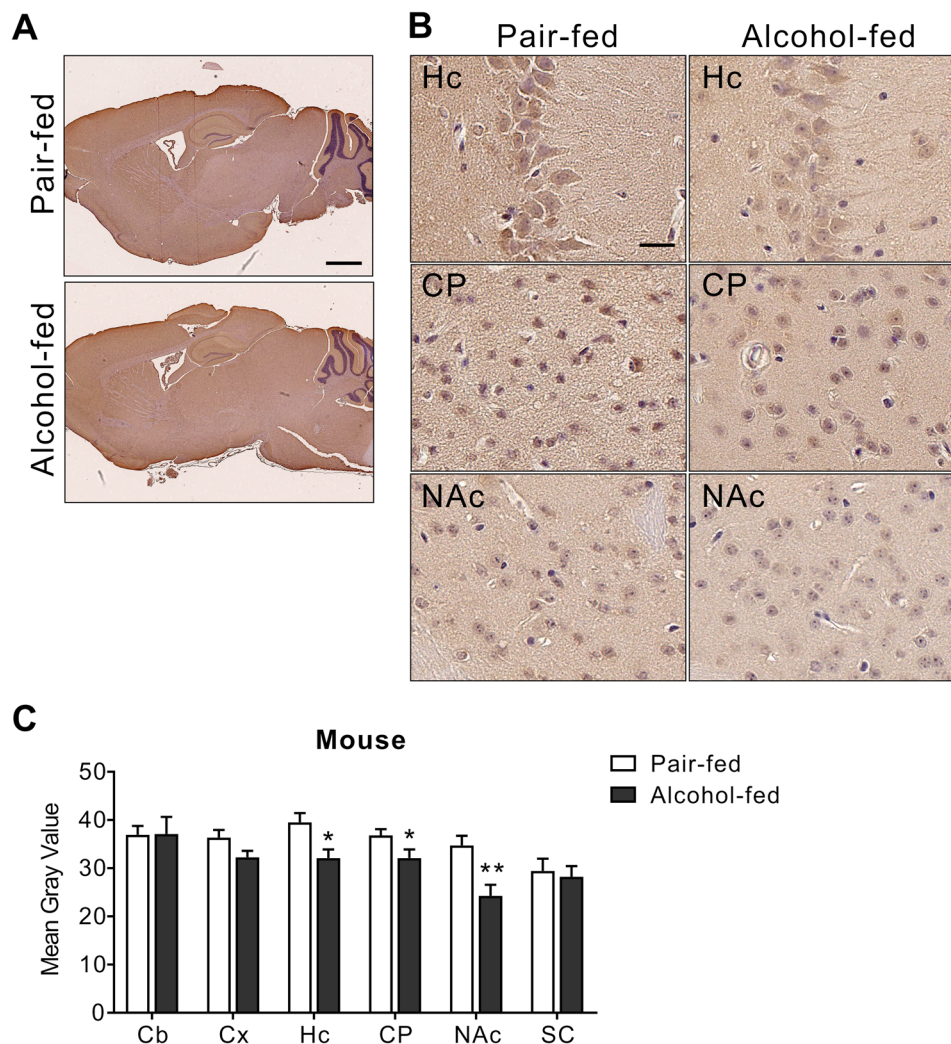 A
Pair-fed
Alcohol-fed
B
Pair-fed
Alcohol-fed
Hc
Hc
CP
CP
NAc
NAc
C
Mouse
Pair-fed
Alcohol-fed
Mean Gray Value
50
40
30
20
10
0
*
*
**
Cb Cx Hc CP NAc SC